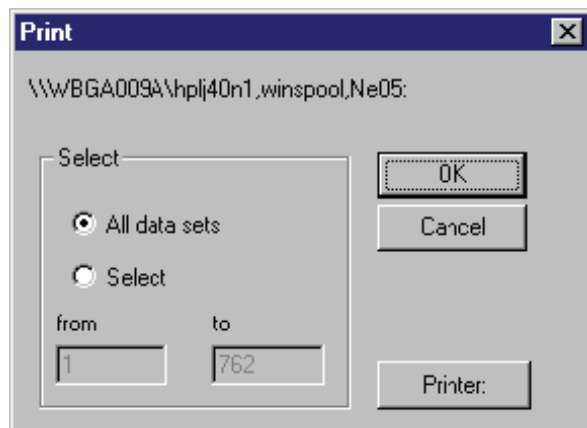 Print
\\WBGA009A\hplj40n1,winspool,Ne05:
Select
OK
All data sets
Cancel
Select
from to
1 762
Printer: